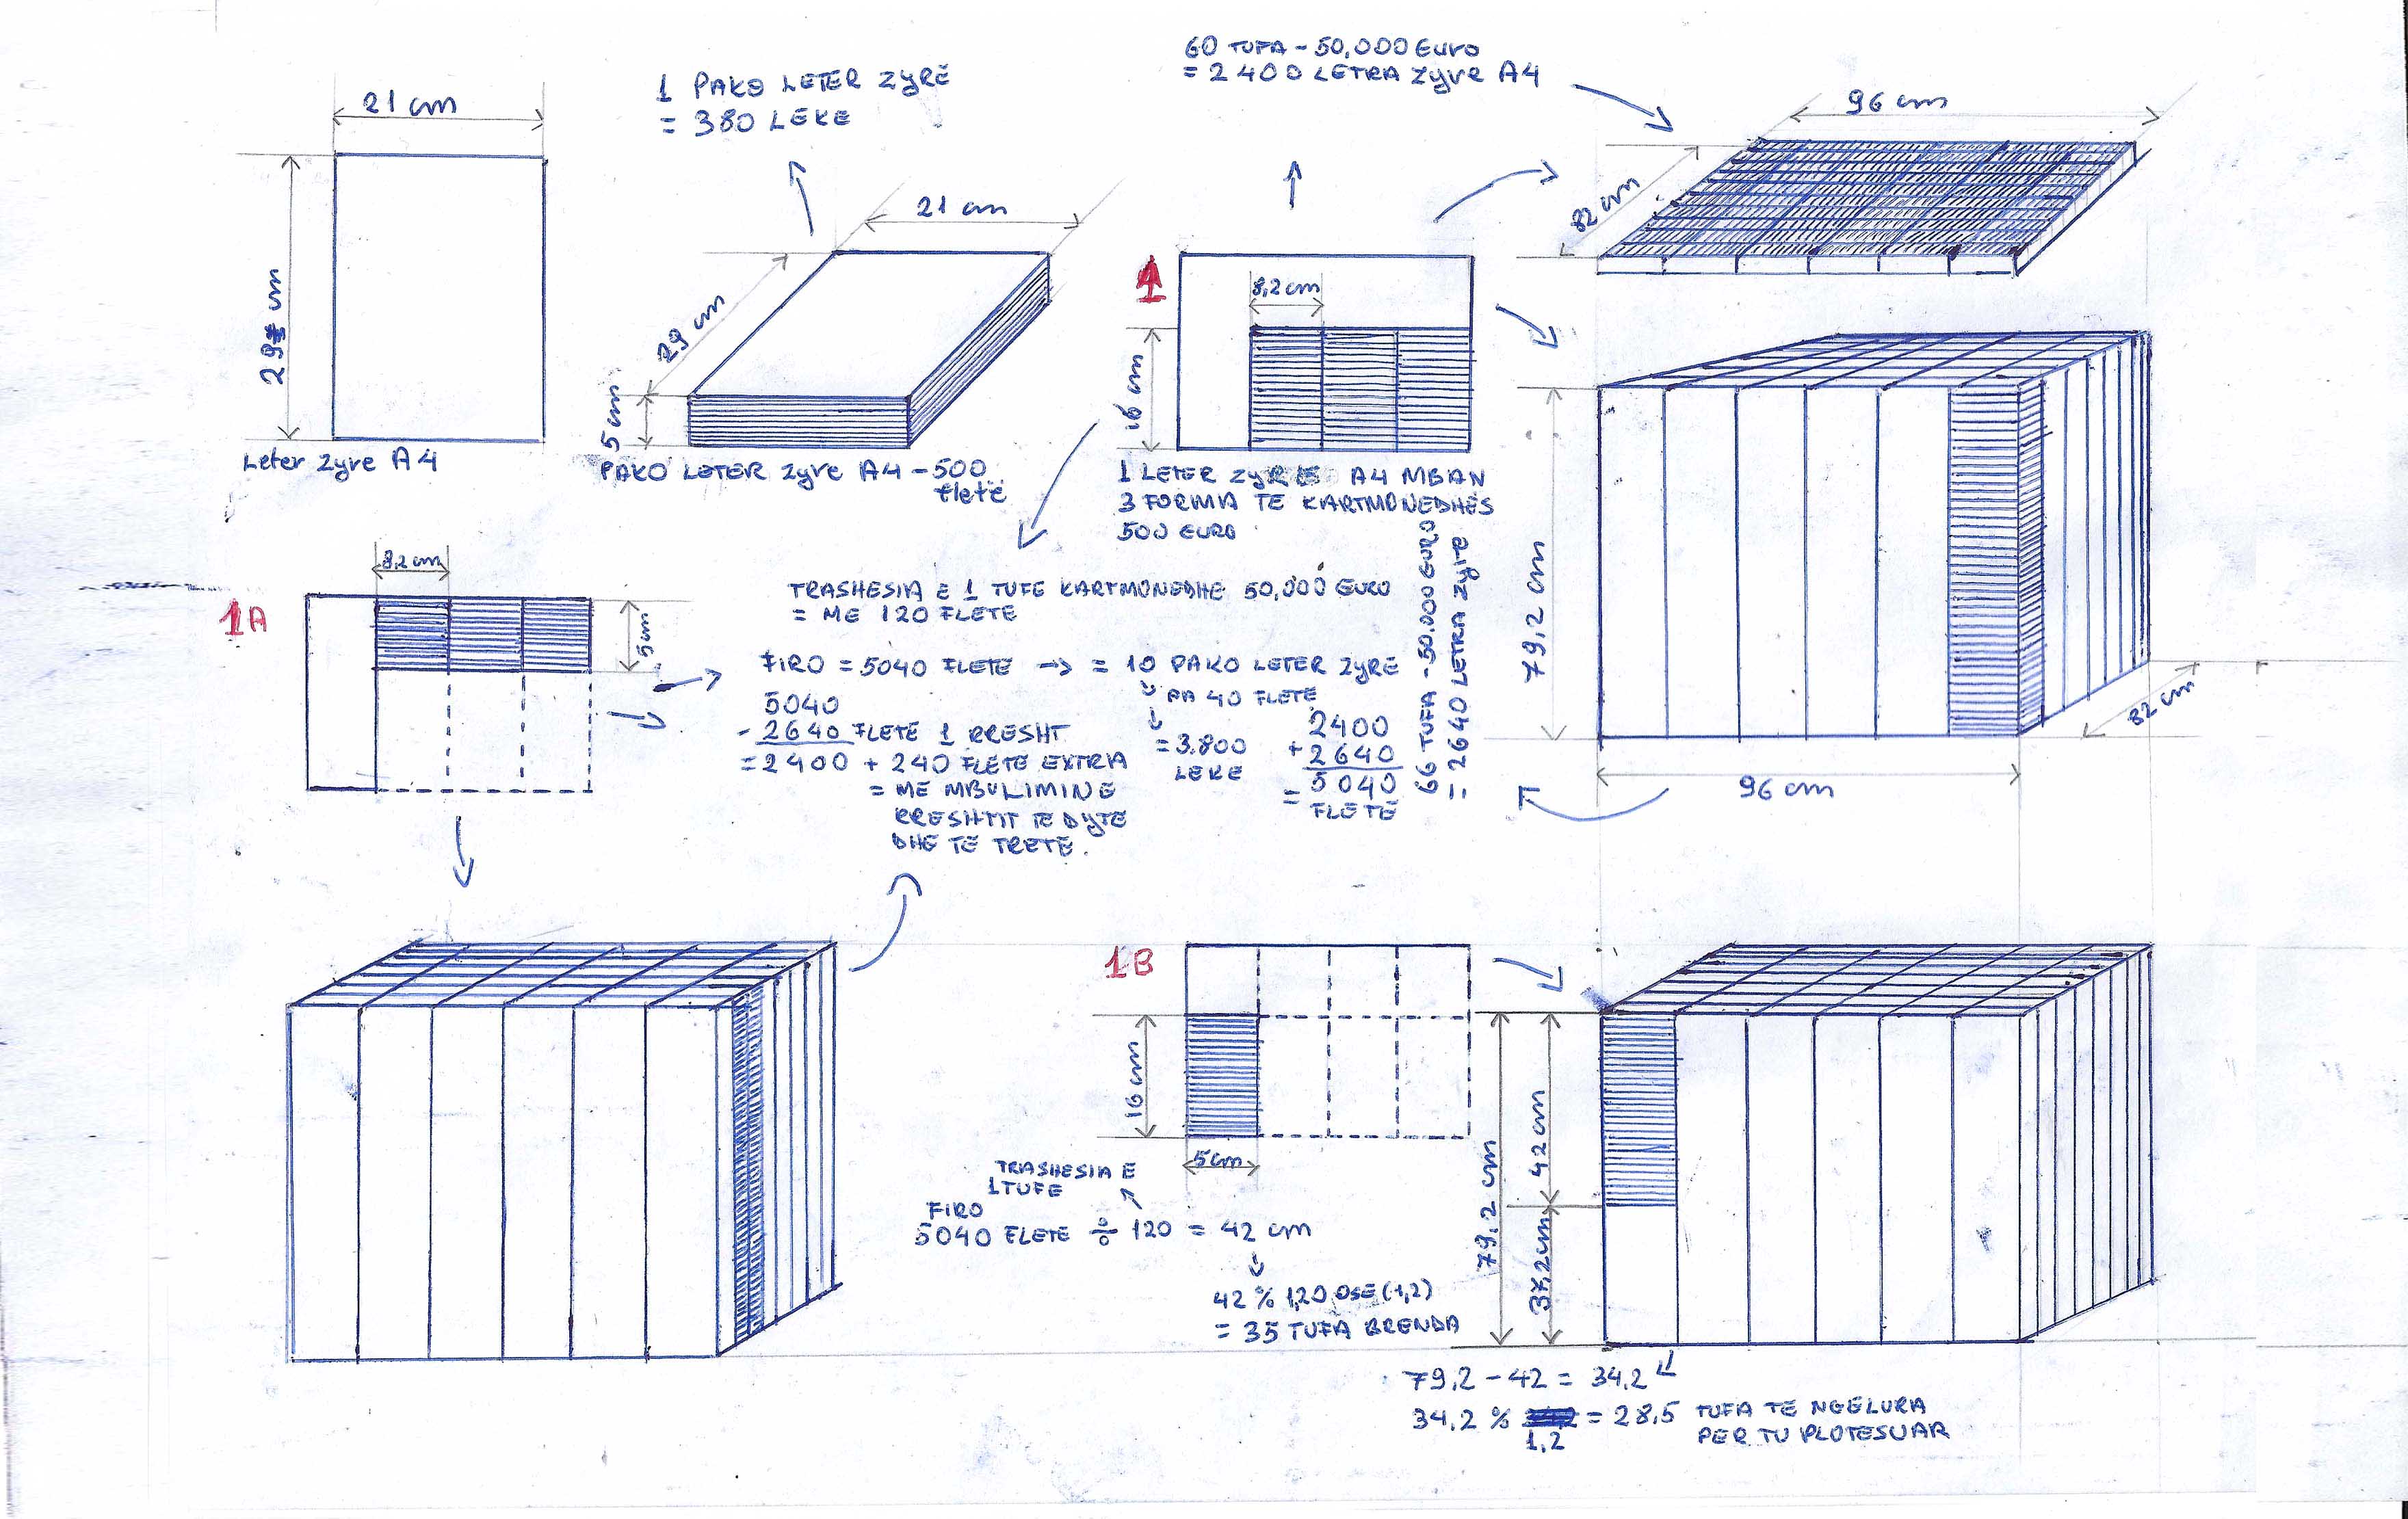 21 cm
29 cm
Leter zyre A4
1 PAKO LETER ZYRË
= 380 LEKE
21 cm
29 cm
5 cm
PAKO LETER zyre A4 - 500
fletë
60 TUFA - 50,000 Euro
= 2400 LETRA zyre A4
1
8,2 cm
16 cm
1 LETER ZYRE A4 MBAN
3 FORMA TE KARTMONEDHËS
500 EURO
96 cm
82 cm
79,2 cm
96 cm
82 cm
66 TUFA - 50.000 EURO
= 2640 LETRA zyre
1A
8,2 cm
5 cm
TRASHESIA E 1 TUFE KARTMONEDHE 50,000 EURO
= ME 120 FLETE
FIRO = 5040 FLETE → = 10 PAKO LETER ZYRE
PA 40 FLETE
= 3.800
LEKE
5040
- 2640 FLETE 1 RRESHT
= 2400 + 240 FLETE EXTRA
= ME MBULIMINE
RRESHTIT TE DYTE
DHE TE TRETE.
2400
+ 2640
= 5040
FLETE
1B
16 cm
5 cm
TRASHESIA E
1 TUFE
FIRO
5040 FLETE ÷ 120 = 42 cm
42 % 1,20 OSE (1,2)
= 35 TUFA BRENDA
79,2 cm
42 cm
37,2 cm
79,2 - 42 = 34,2
34,2 % 1,2 = 28,5 TUFA TE NGELURA
PER TU PLOTESUAR